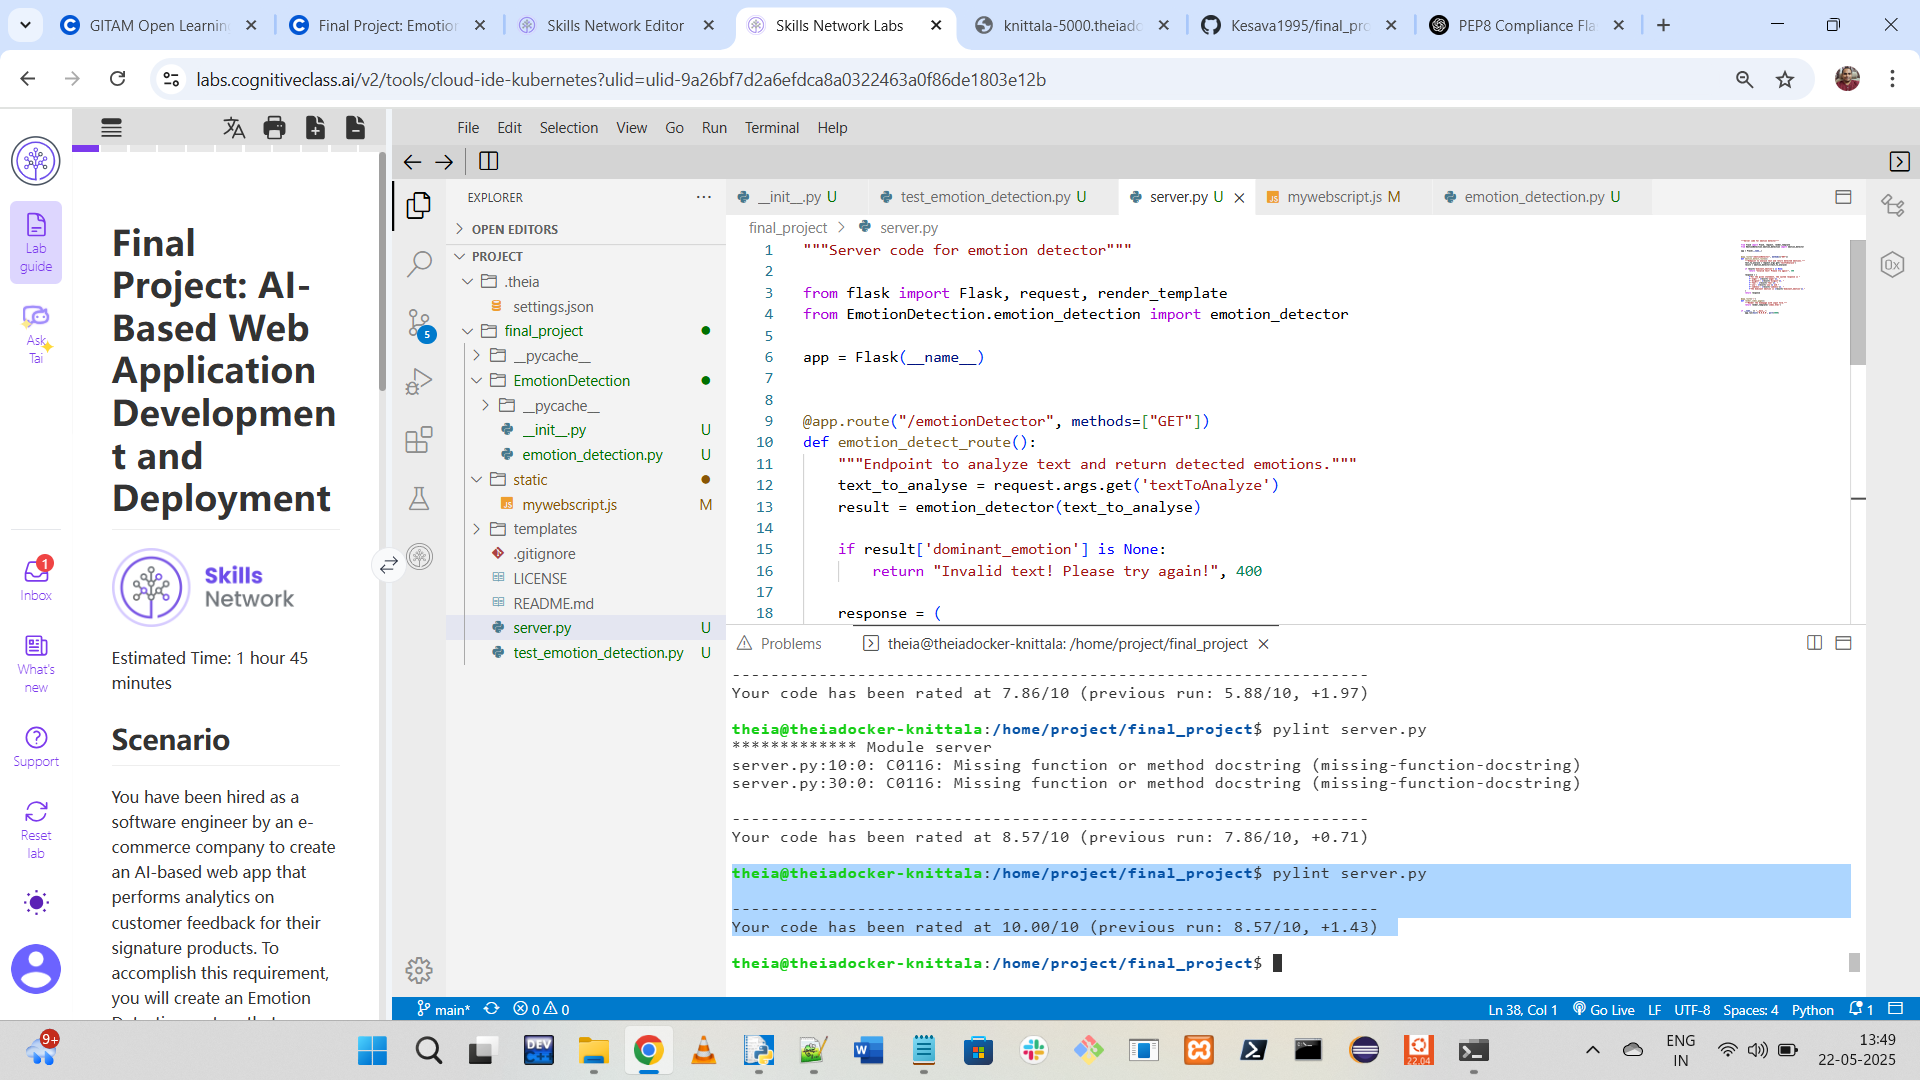 GITAM Open Learning
Final Project: Emotion
Skills Network Editor
Skills Network Labs
knittala-5000.theiado
Kesava1995/final_pro
PEP8 Compliance Fla
labs.cognitiveclass.ai/v2/tools/cloud-ide-kubernetes?ulid=ulid-9a26bf7d2a6efdca8a0322463a0f86de1803e12b
Lab
guide
Ask
Tai
1
Inbox
What's
new
Support
Reset
lab
Final
Project: AI-
Based Web
Application
Developmen
t and
Deployment
Skills
Network
Estimated Time: 1 hour 45
minutes
Scenario
You have been hired as a
software engineer by an e-
commerce company to create
an AI-based web app that
performs analytics on
customer feedback for their
signature products. To
accomplish this requirement,
you will create an Emotion
File Edit Selection View Go Run Terminal Help
EXPLORER
OPEN EDITORS
PROJECT
.theia
settings.json
final_project
__pycache__
EmotionDetection
__pycache__
__init__.py U
emotion_detection.py U
static
mywebscript.js M
templates
.gitignore
LICENSE
README.md
server.py U
test_emotion_detection.py U
5
__init__.py U
test_emotion_detection.py U
server.py U
mywebscript.js M
emotion_detection.py U
final_project > server.py
1 """Server code for emotion detector"""
2
3 from flask import Flask, request, render_template
4 from EmotionDetection.emotion_detection import emotion_detector
5
6 app = Flask(__name__)
7
8
9 @app.route("/emotionDetector", methods=["GET"])
10 def emotion_detect_route():
11 """Endpoint to analyze text and return detected emotions."""
12 text_to_analyse = request.args.get('textToAnalyze')
13 result = emotion_detector(text_to_analyse)
14
15 if result['dominant_emotion'] is None:
16 return "Invalid text! Please try again!", 400
17
18 response = (
Problems
theia@theiadocker-knittala: /home/project/final_project
------------------------------------------------------------------
Your code has been rated at 7.86/10 (previous run: 5.88/10, +1.97)
theia@theiadocker-knittala:/home/project/final_project$ pylint server.py
************* Module server
server.py:10:0: C0116: Missing function or method docstring (missing-function-docstring)
server.py:30:0: C0116: Missing function or method docstring (missing-function-docstring)
------------------------------------------------------------------
Your code has been rated at 8.57/10 (previous run: 7.86/10, +0.71)
theia@theiadocker-knittala:/home/project/final_project$ pylint server.py
-------------------------------------------------------------------
Your code has been rated at 10.00/10 (previous run: 8.57/10, +1.43)
theia@theiadocker-knittala:/home/project/final_project$
main* 0 0
Ln 38, Col 1 Go Live LF UTF-8 Spaces: 4 Python 1
9+
DEV
C++
22.04
ENG
IN
13:49
22-05-2025